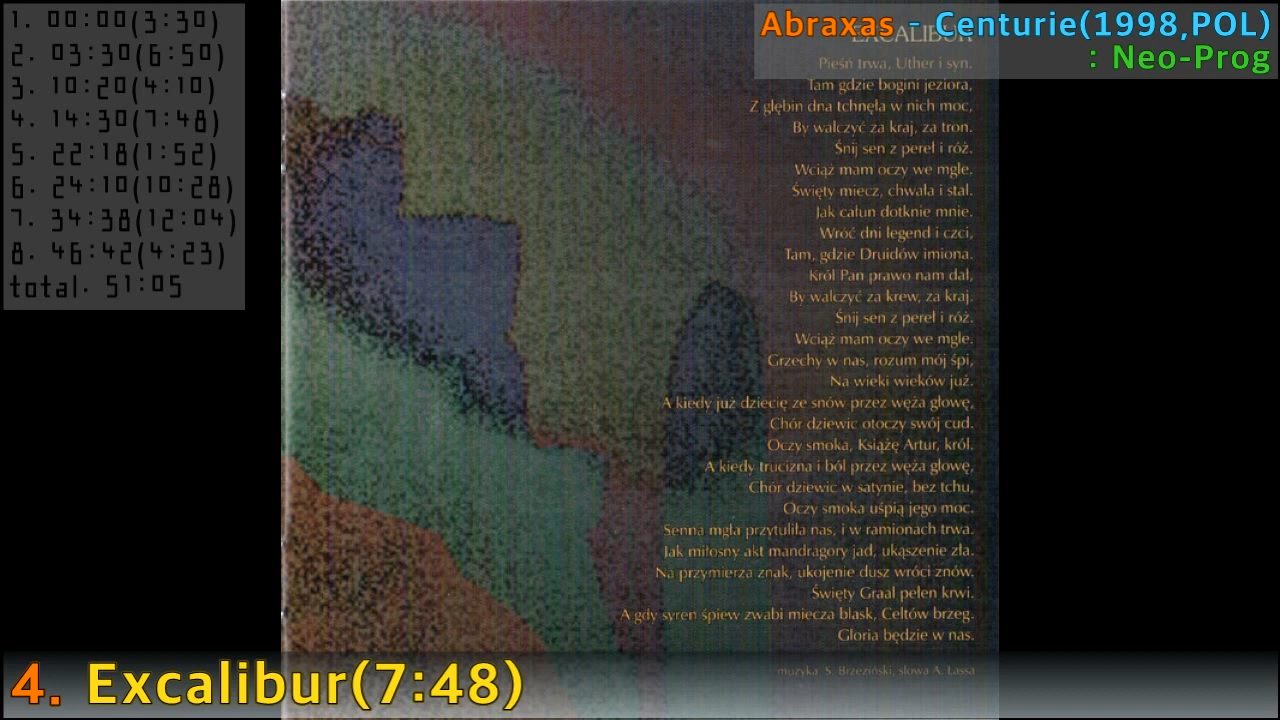 1. 00:00(3:30)
2. 03:30(6:50)
3. 10:20(4:10)
4. 14:30(7:48)
5. 22:18(1:52)
6. 24:10(10:28)
7. 34:38(12:04)
8. 46:42(4:23)
total. 51:05
Abraxas - Centurie(1998,POL)
: Neo-Prog
EXCALIBUR
Pieśń trwa, Uther i syn.
Tam gdzie bogini jeziora,
Z głębin dna tchnęła w nich moc,
By walczyć za kraj, za tron.
Śnij sen z pereł i róż.
Wciąż mam oczy we mgle.
Święty miecz, chwała i stal.
Jak całun dotknie mnie.
Wróć dni legend i czci,
Tam, gdzie Druidów imiona.
Król Pan prawo nam dał,
By walczyć za krew, za kraj.
Śnij sen z pereł i róż.
Wciąż mam oczy we mgle.
Grzechy w nas, rozum mój śpi,
Na wieki wieków już.
A kiedy już dziecię ze snów przez węża głowę,
Chór dziewic otoczy swój cud.
Oczy smoka, Książę Artur, król.
A kiedy trucizna i ból przez węża głowę,
Chór dziewic w satynie, bez tchu,
Oczy smoka uśpią jego moc.
Senna mgła przytuliła nas, i w ramionach trwa.
Jak miłosny akt mandragory jad, ukąszenie zła.
Na przymierza znak, ukojenie dusz wróci znów.
Święty Graal pełen krwi.
A gdy syren śpiew zwabi miecza blask, Celtów brzeg.
Gloria będzie w nas.
muzyka S. Brzeziński, słowa A. Łassa
4. Excalibur(7:48)